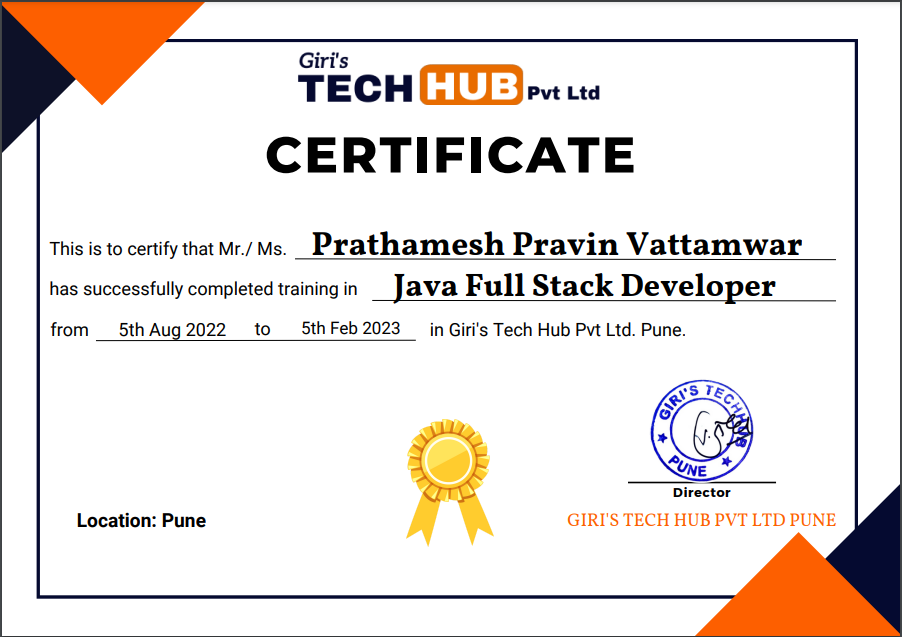 Giri's
TECH HUB Pvt Ltd
CERTIFICATE
This is to certify that Mr./ Ms. Prathamesh Pravin Vattamwar
has successfully completed training in Java Full Stack Developer
from 5th Aug 2022 to 5th Feb 2023 in Giri's Tech Hub Pvt Ltd. Pune.
GIRI'S TECHHUB
PUNE
Director
Location: Pune
GIRI'S TECH HUB PVT LTD PUNE